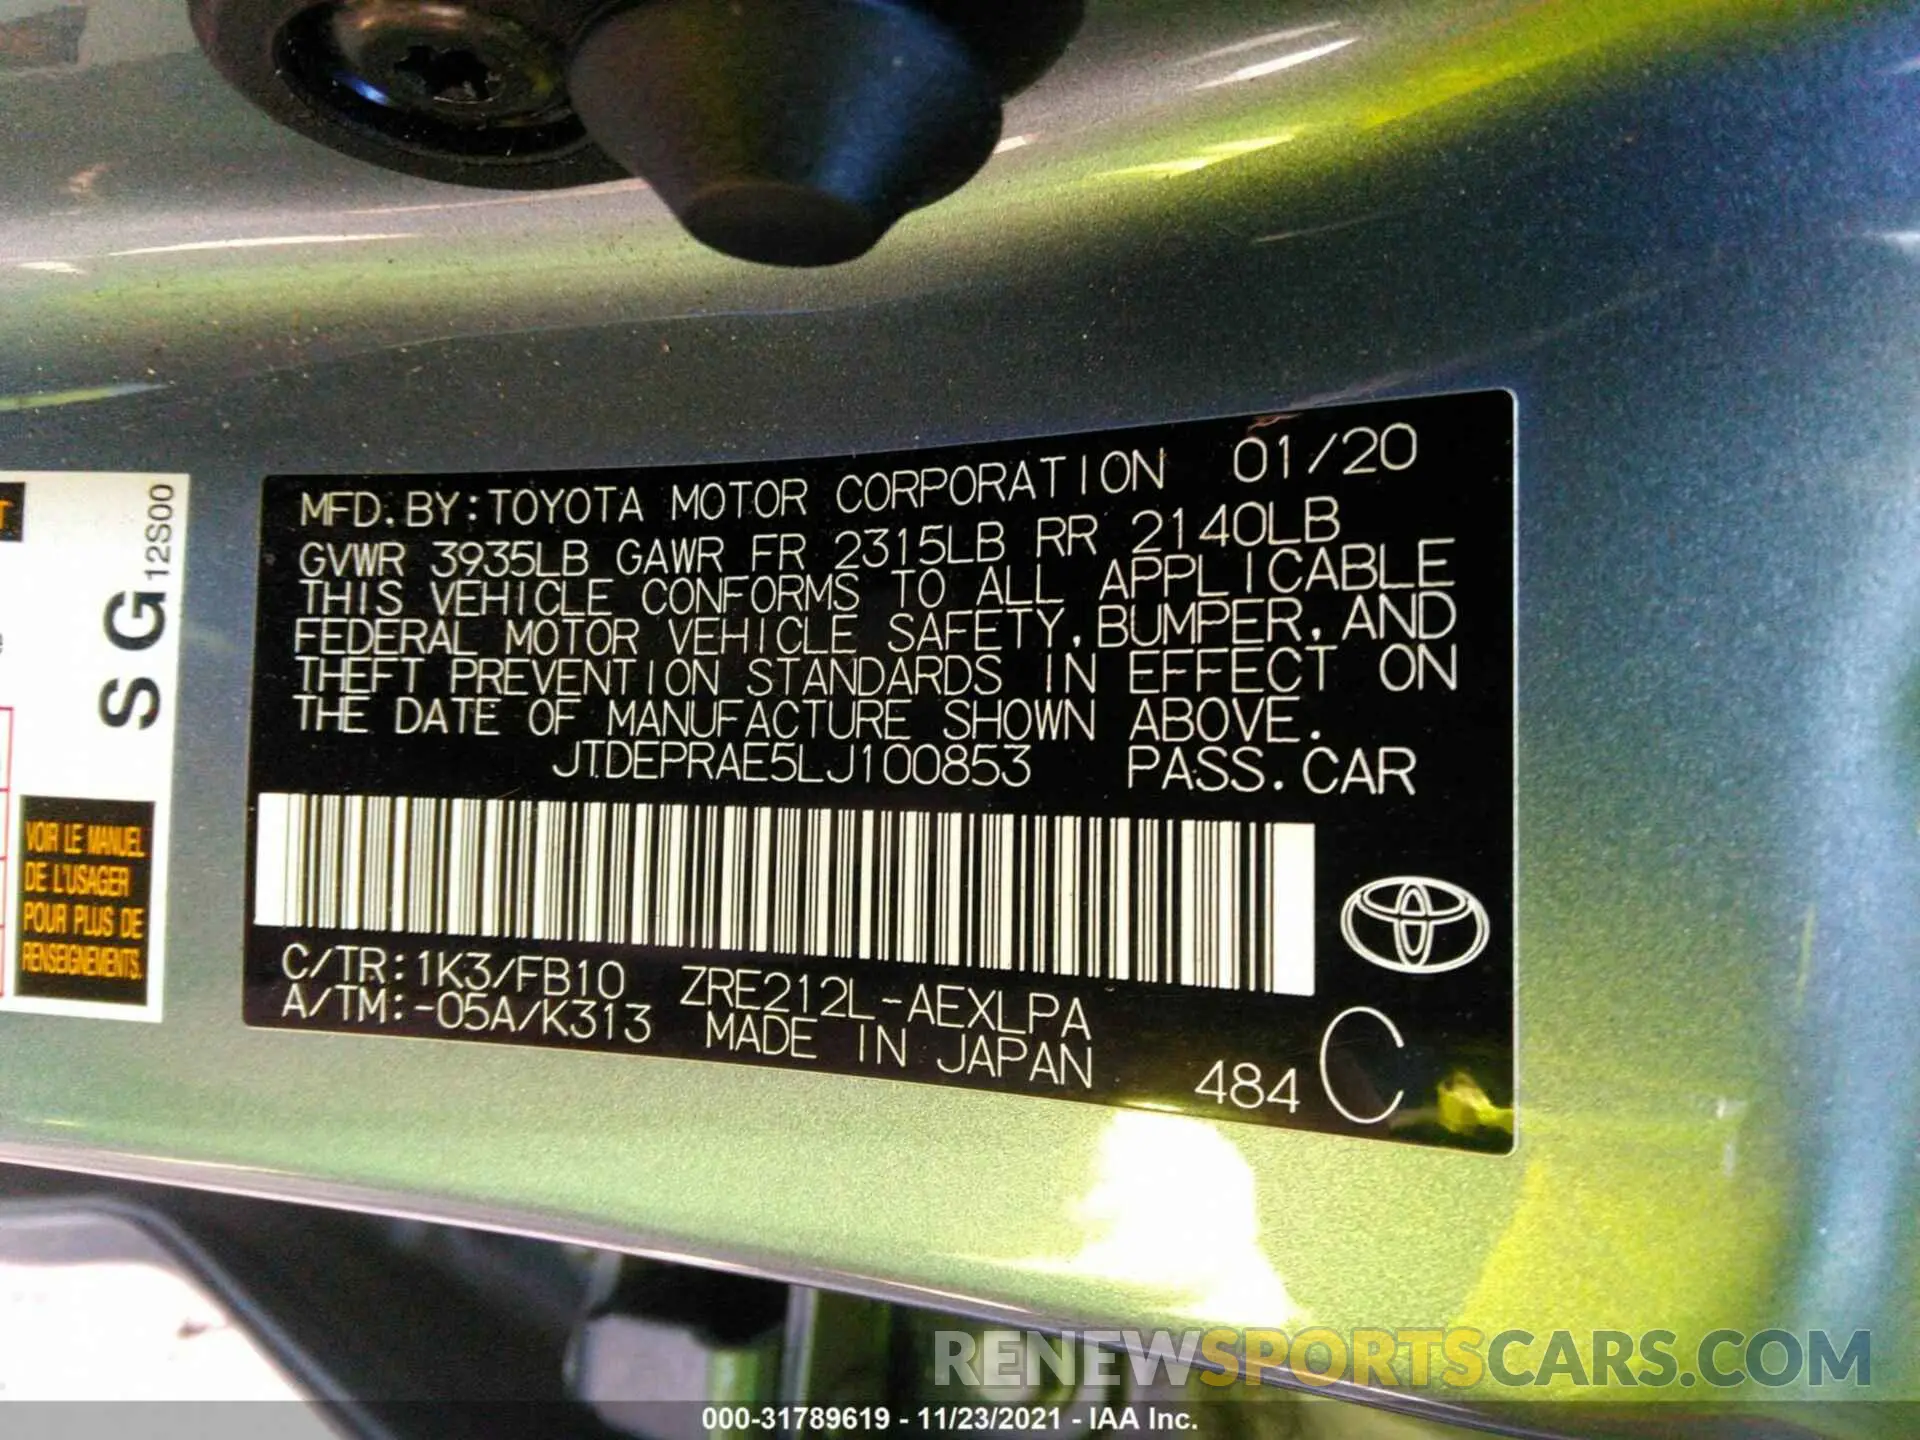 MFD. BY: TOYOTA MOTOR CORPORATION 01/20
GVWR 3935LB GAWR FR 2315LB RR 2140LB
THIS VEHICLE CONFORMS TO ALL APPLICABLE
FEDERAL MOTOR VEHICLE SAFETY, BUMPER, AND
THEFT PREVENTION STANDARDS IN EFFECT ON
THE DATE OF MANUFACTURE SHOWN ABOVE.
JTDEPRAE5LJ100853 PASS. CAR
C/TR: 1K3/FB10 ZRE212L-AEXLPA
A/TM: -05A/K313 MADE IN JAPAN
484 C
SG12S00
VOIR LE MANUEL
DE L'USAGER
POUR PLUS DE
RENSEIGNEMENTS.
RENEWSPORTSCARS.COM
000-31789619 - 11/23/2021 - IAA Inc.